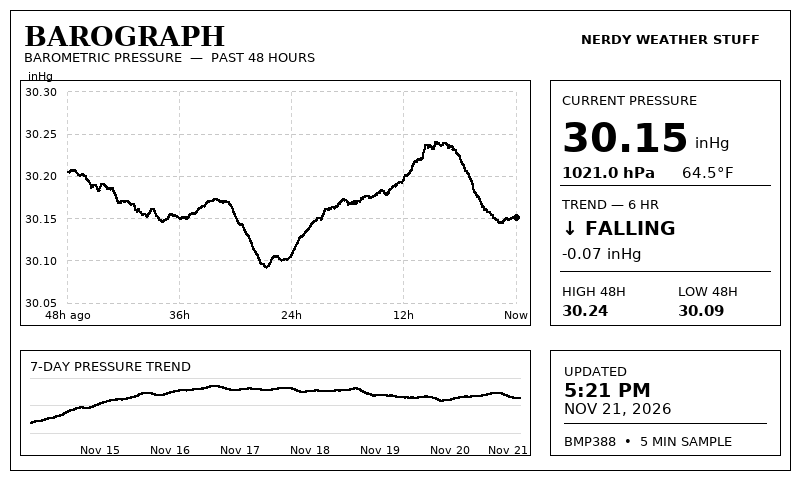 BAROGRAPH
BAROMETRIC PRESSURE — PAST 48 HOURS
NERDY WEATHER STUFF
inHg
30.30
30.25
30.20
30.15
30.10
30.05
48h ago 36h 24h 12h Now
CURRENT PRESSURE
30.15 inHg
1021.0 hPa 64.5°F
TREND — 6 HR
↓ FALLING
-0.07 inHg
HIGH 48H LOW 48H
30.24 30.09
7-DAY PRESSURE TREND
Nov 15 Nov 16 Nov 17 Nov 18 Nov 19 Nov 20 Nov 21
UPDATED
5:21 PM
NOV 21, 2026
BMP388 • 5 MIN SAMPLE